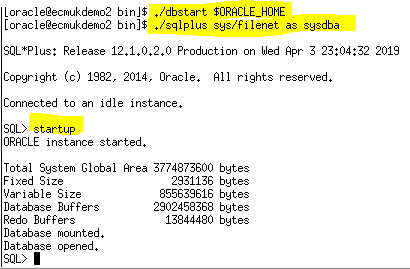 [oracle@ecmukdemo2 bin]$ ./dbstart $ORACLE_HOME
[oracle@ecmukdemo2 bin]$ ./sqlplus sys/filenet as sysdba
SQL*Plus: Release 12.1.0.2.0 Production on Wed Apr 3 23:04:32 2019
Copyright (c) 1982, 2014, Oracle.  All rights reserved.
Connected to an idle instance.
SQL> startup
ORACLE instance started.
Total System Global Area 3774873600 bytes
Fixed Size                  2931136 bytes
Variable Size             855639616 bytes
Database Buffers         2902458368 bytes
Redo Buffers               13844480 bytes
Database mounted.
Database opened.
SQL>